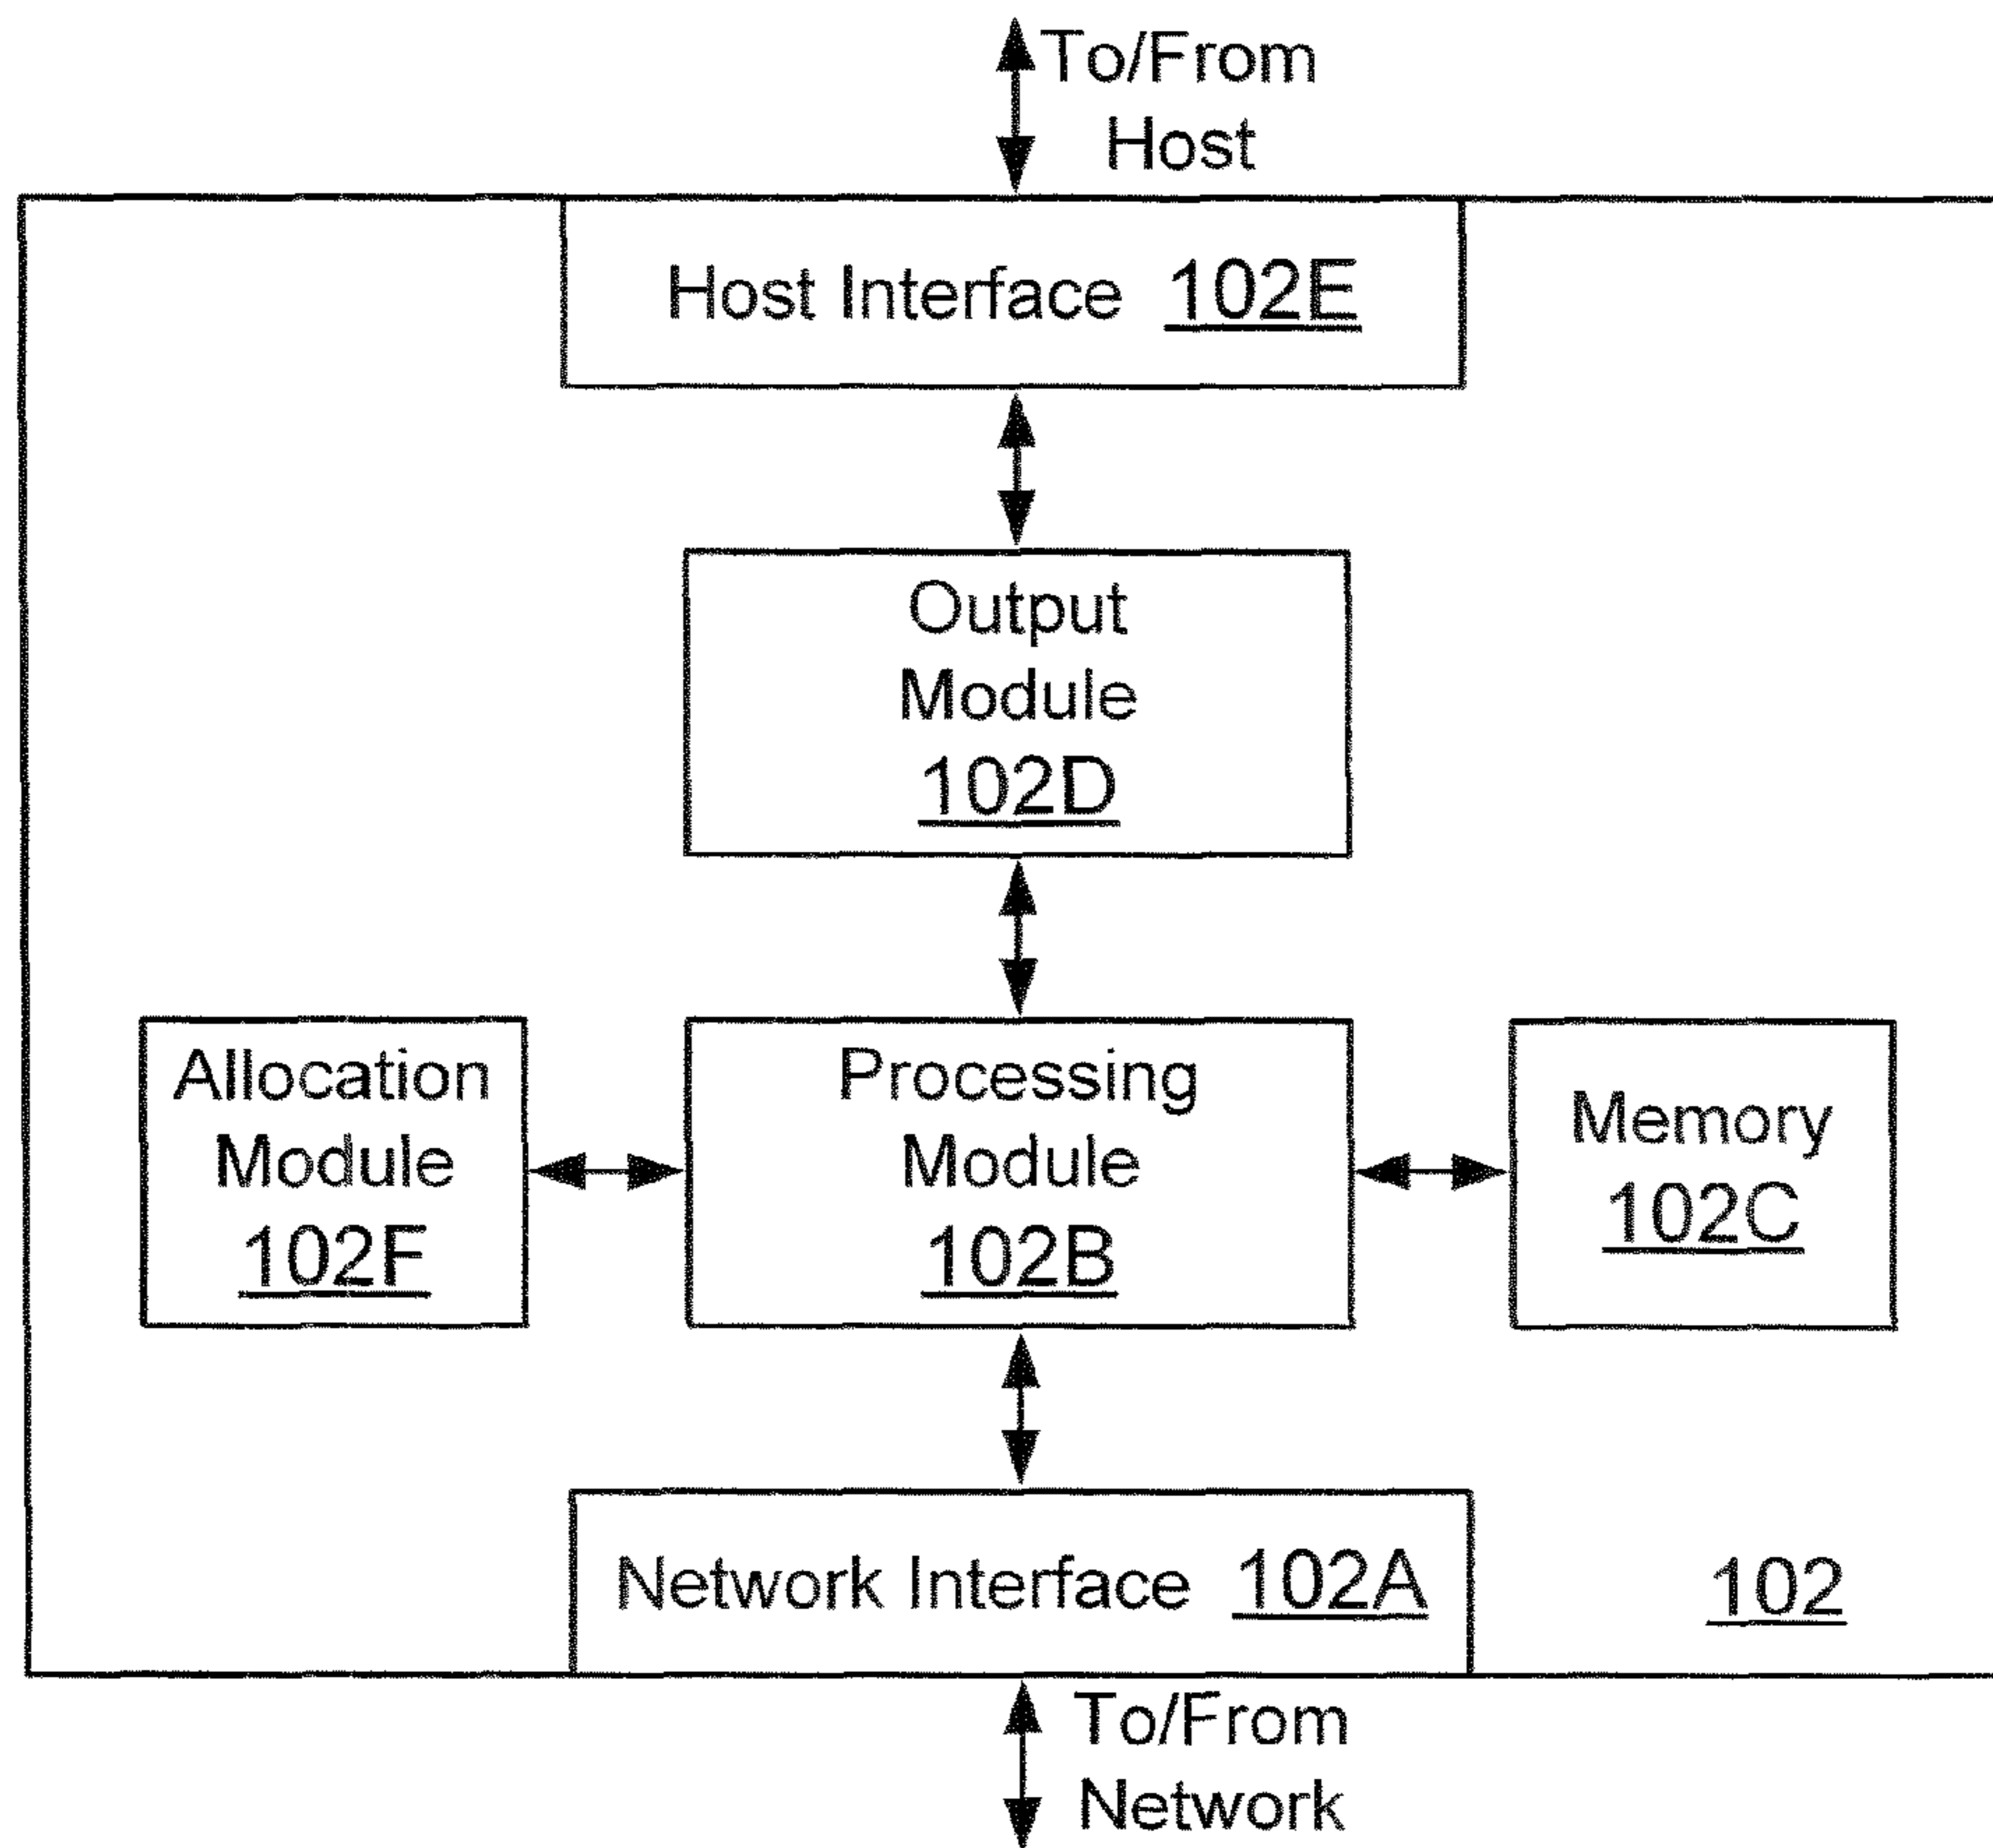 To/From
Host
Host Interface 102E
Output
Module
102D
Allocation
Module
102F
Processing
Module
102B
Memory
102C
Network Interface 102A
102
To/From
Network